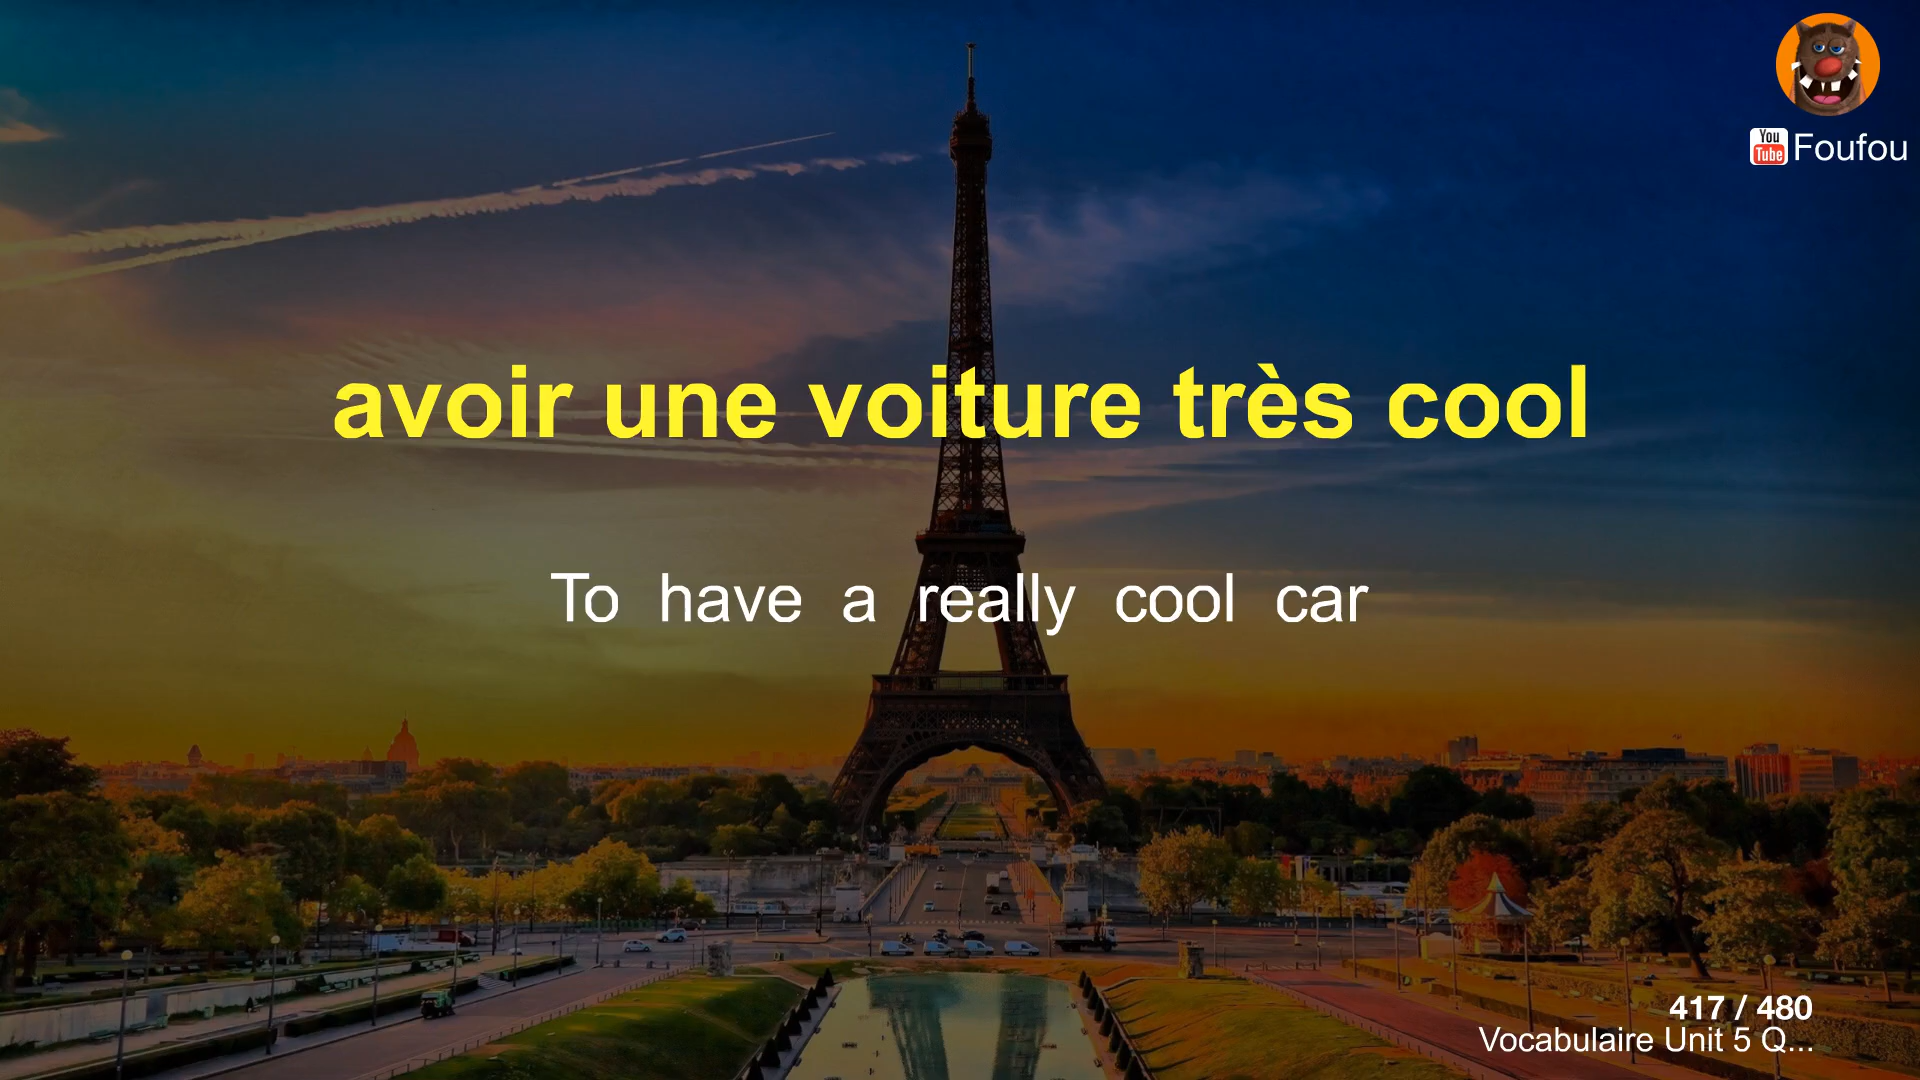 You
Tube
Foufou
avoir une voiture très cool
To have a really cool car
417 / 480
Vocabulaire Unit 5 Q...